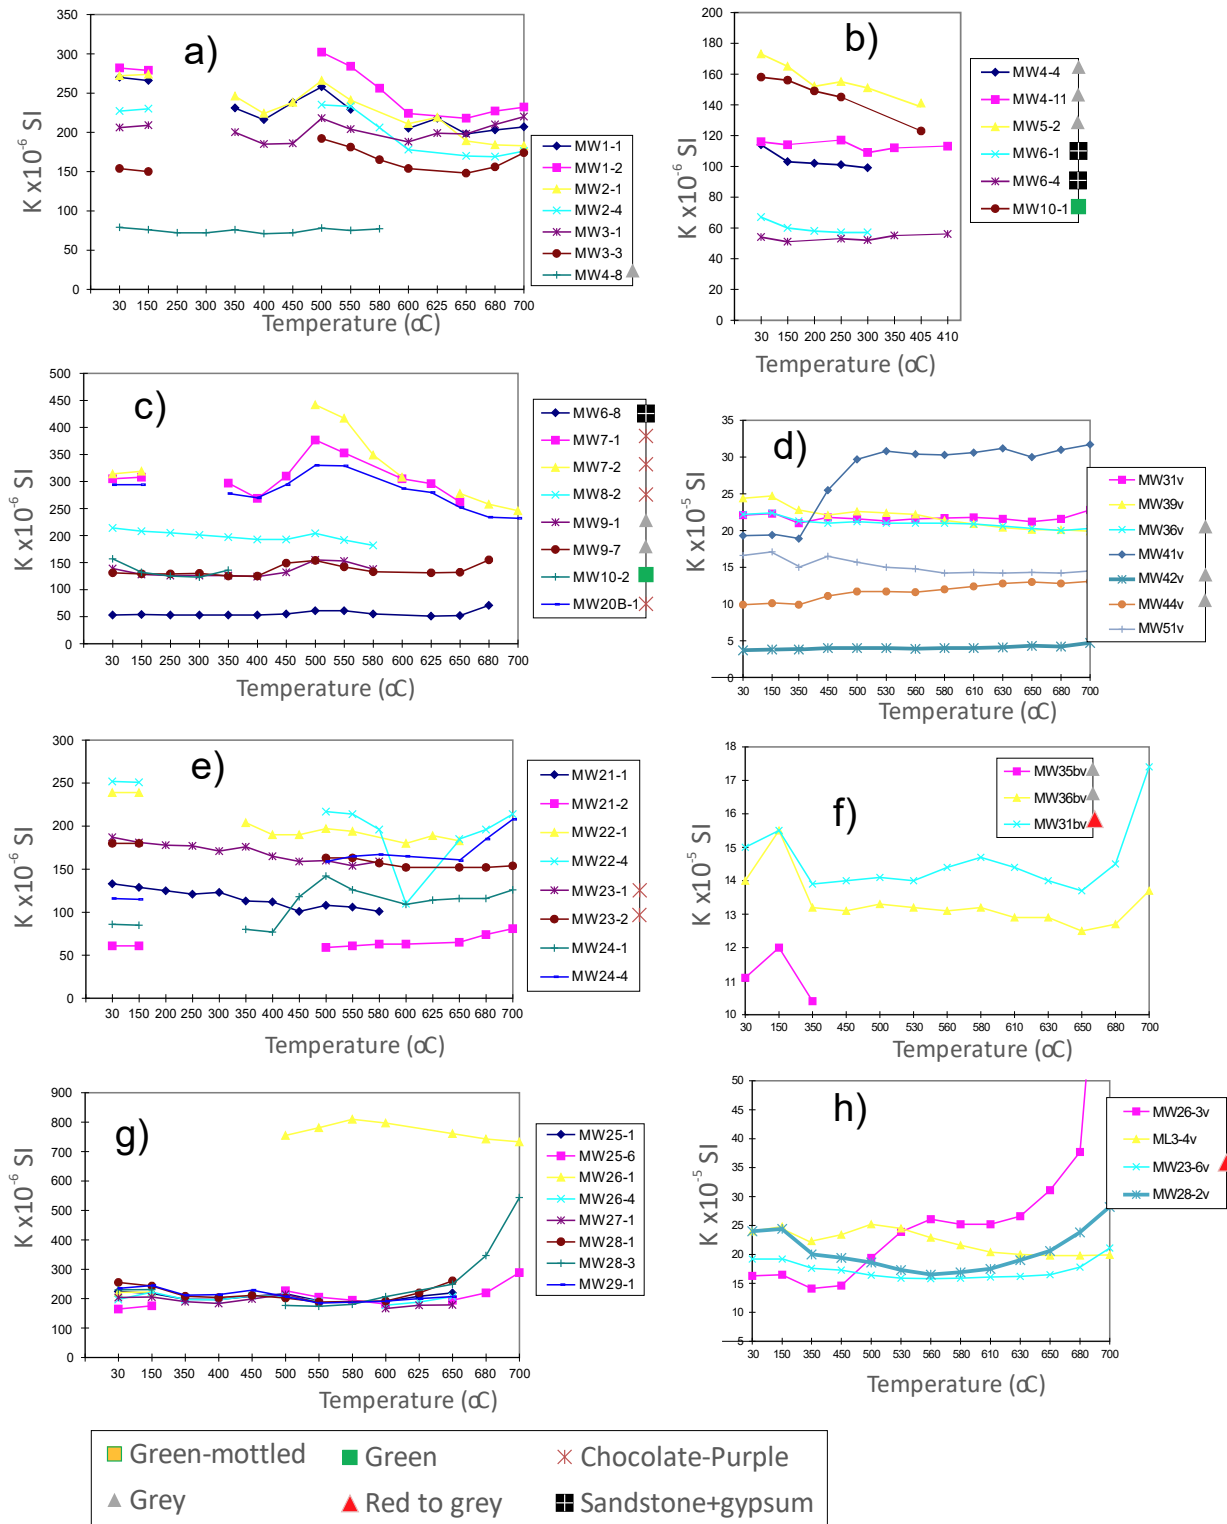 a)
K x10-6 SI
350
300
250
200
150
100
50
0
30 150 250 300 350 400 450 500 550 580 600 625 650 680 700
Temperature (αC)
MW1-1
MW1-2
MW2-1
MW2-4
MW3-1
MW3-3
MW4-8
b)
K x10-6 SI
200
180
160
140
120
100
80
60
40
20
0
30 150 200 250 300 350 405 410
Temperature (αC)
MW4-4
MW4-11
MW5-2
MW6-1
MW6-4
MW10-1
c)
K x10-6 SI
500
450
400
350
300
250
200
150
100
50
0
30 150 200 250 300 350 400 450 500 550 580 600 625 650 680 700
Temperature (αC)
MW6-8
MW7-1
MW7-2
MW8-2
MW9-1
MW9-7
MW10-2
MW20B-1
d)
K x10-5 SI
35
30
25
20
15
10
5
0
30 150 350 450 500 530 560 580 610 630 650 680 700
Temperature (αC)
MW31v
MW39v
MW36v
MW41v
MW42v
MW44v
MW51v
e)
K x10-6 SI
300
250
200
150
100
50
0
30 150 200 250 300 350 400 450 500 550 580 600 625 650 680 700
Temperature (αC)
MW21-1
MW21-2
MW22-1
MW22-4
MW23-1
MW23-2
MW24-1
MW24-4
f)
K x10-5 SI
18
17
16
15
14
13
12
11
10
30 150 350 450 500 530 560 580 610 630 650 680 700
Temperature (αC)
MW35bv
MW36bv
MW31bv
g)
K x10-6 SI
900
800
700
600
500
400
300
200
100
0
30 150 350 400 450 500 550 580 600 625 650 680 700
Temperature (αC)
MW25-1
MW25-6
MW26-1
MW26-4
MW27-1
MW28-1
MW28-3
MW29-1
h)
K x10-5 SI
50
45
40
35
30
25
20
15
10
5
30 150 350 450 500 530 560 580 610 630 650 680 700
Temperature (αC)
MW26-3v
ML3-4v
MW23-6v
MW28-2v
Green-mottled Green Chocolate-Purple
Grey Red to grey Sandstone+gypsum